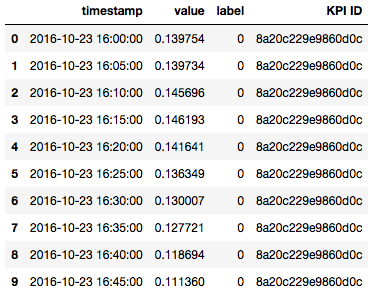 timestamp value label KPI ID
0 2016-10-23 16:00:00 0.139754 0 8a20c229e9860d0c
1 2016-10-23 16:05:00 0.139734 0 8a20c229e9860d0c
2 2016-10-23 16:10:00 0.145696 0 8a20c229e9860d0c
3 2016-10-23 16:15:00 0.146193 0 8a20c229e9860d0c
4 2016-10-23 16:20:00 0.141641 0 8a20c229e9860d0c
5 2016-10-23 16:25:00 0.136349 0 8a20c229e9860d0c
6 2016-10-23 16:30:00 0.130007 0 8a20c229e9860d0c
7 2016-10-23 16:35:00 0.127721 0 8a20c229e9860d0c
8 2016-10-23 16:40:00 0.118694 0 8a20c229e9860d0c
9 2016-10-23 16:45:00 0.111360 0 8a20c229e9860d0c